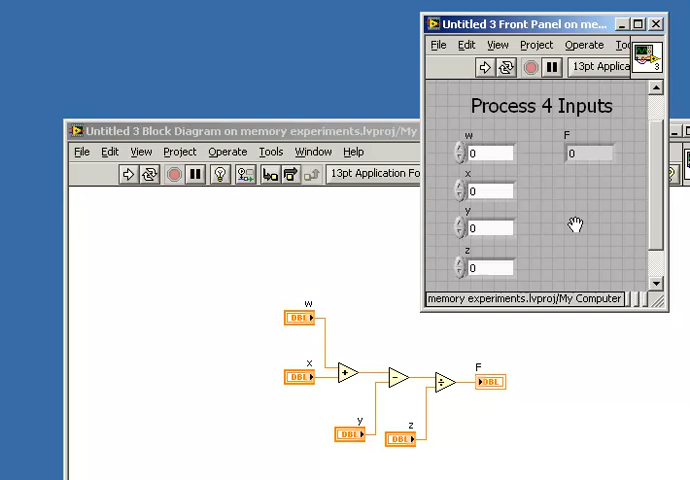 Untitled 3 Front Panel on me...
File Edit View Project Operate
13pt Applica
3
Process 4 Inputs
w F
0 0
x
0
y
0
z
0
memory experiments.lvproj/My Computer
Untitled 3 Block Diagram on memory experiments.lvproj/My
File Edit View Project Operate Tools Window Help
13pt Application Fo
w
DBL
x F
DBL + - ÷ DBL
y z
DBL DBL